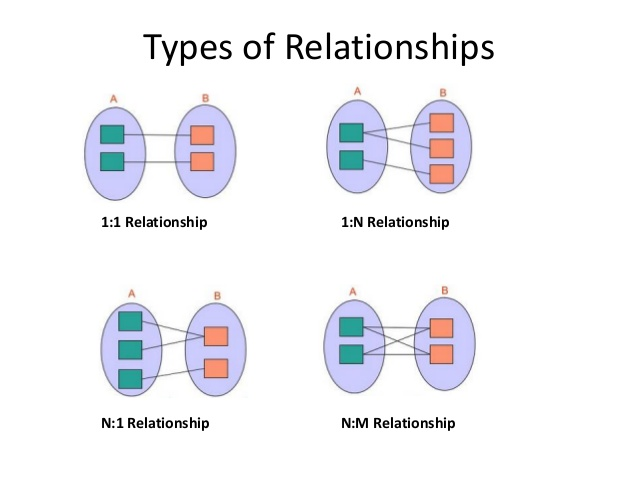 Types of Relationships
A B
A B
1:1 Relationship
1:N Relationship
A B
A B
N:1 Relationship
N:M Relationship